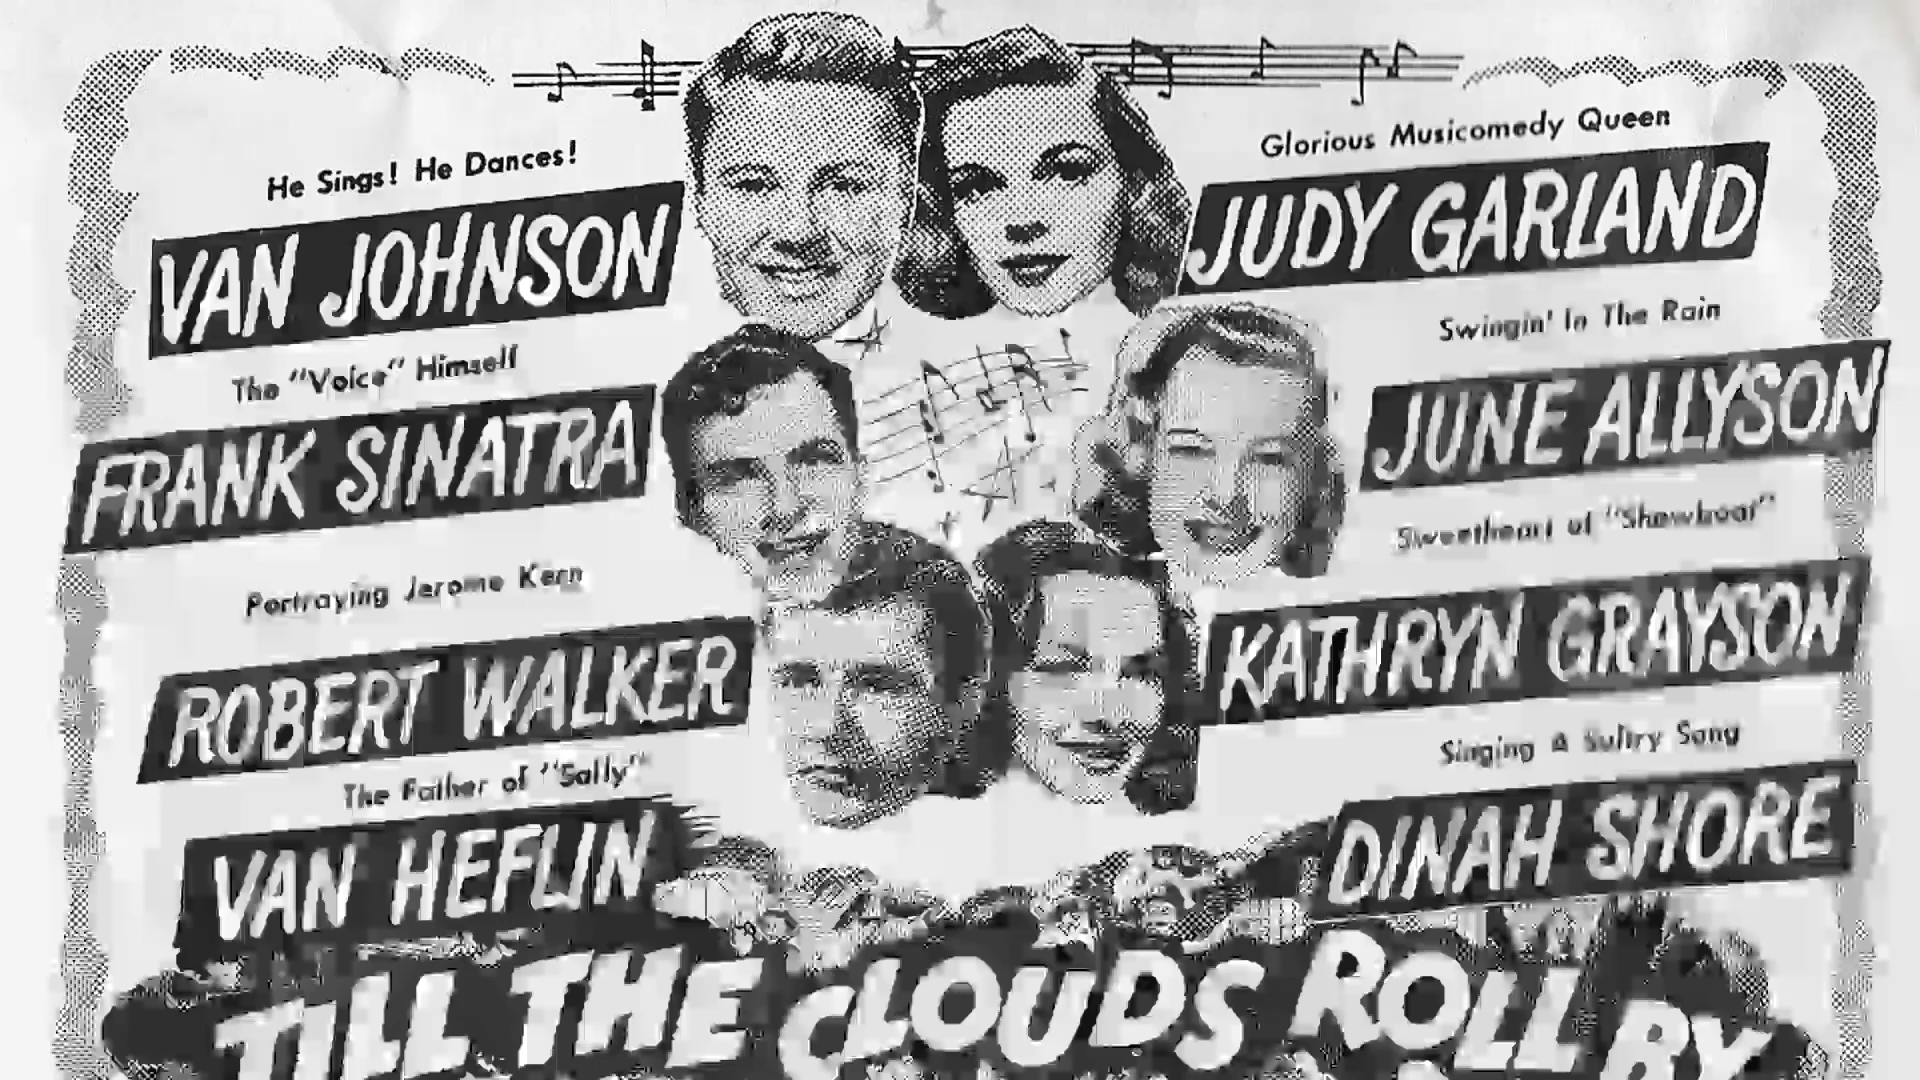 He Sings! He Dances!
VAN JOHNSON
The "Voice" Himself
FRANK SINATRA
Portraying Jerome Kern
ROBERT WALKER
The Father of "Sally"
VAN HEFLIN
Glorious Musicomedy Queen
JUDY GARLAND
Swingin' In The Rain
JUNE ALLYSON
Sweetheart of "Showboat"
KATHRYN GRAYSON
Singing A Sultry Song
DINAH SHORE
TILL THE CLOUDS ROLL BY